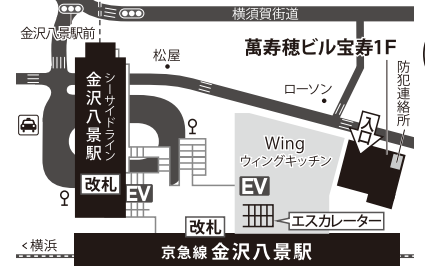 横須賀街道
金沢八景駅前
萬寿穂ビル宝寿1F
松屋
ローソン
防犯連絡所
シーサイドライン
金沢八景駅
入口
Wing
ウィングキッチン
改札
EV
EV
エスカレーター
改札
<横浜
京急線 金沢八景駅